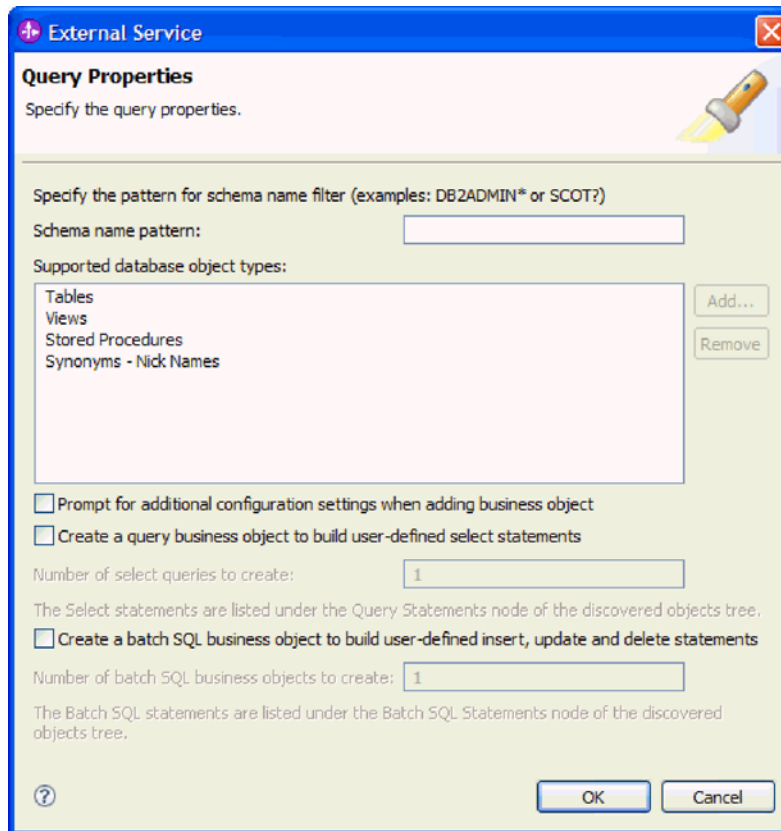 External Service
Query Properties
Specify the query properties.
Specify the pattern for schema name filter (examples: DB2ADMIN* or SCOT?)
Schema name pattern:
Supported database object types:
Tables
Views
Stored Procedures
Synonyms - Nick Names
Add...
Remove
Prompt for additional configuration settings when adding business object
Create a query business object to build user-defined select statements
Number of select queries to create: 1
The Select statements are listed under the Query Statements node of the discovered objects tree.
Create a batch SQL business object to build user-defined insert, update and delete statements
Number of batch SQL business objects to create: 1
The Batch SQL statements are listed under the Batch SQL Statements node of the discovered
objects tree.
?
OK
Cancel